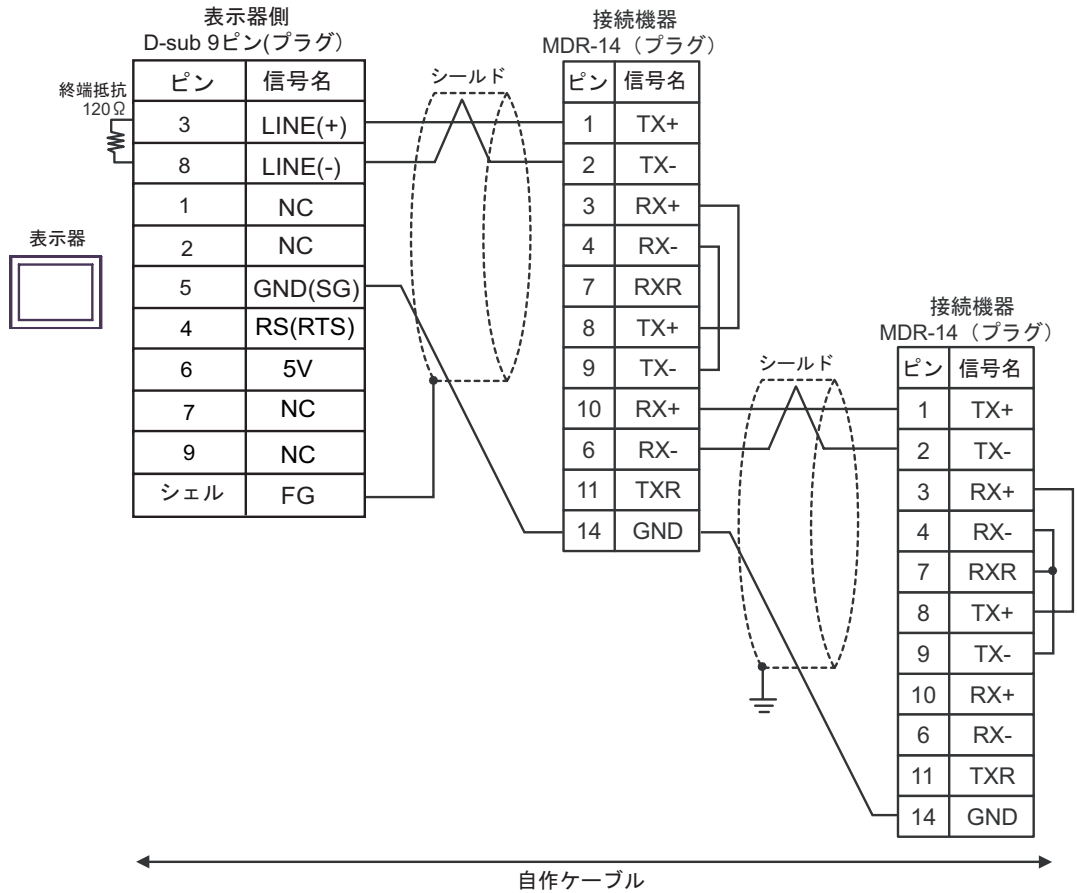 表示器側
D-sub 9ピン(プラグ)
終端抵抗
120Ω
ピン 信号名
3 LINE(+)
8 LINE(-)
1 NC
2 NC
5 GND(SG)
4 RS(RTS)
6 5V
7 NC
9 NC
シェル FG
表示器
シールド
接続機器
MDR-14（プラグ）
ピン 信号名
1 TX+
2 TX-
3 RX+
4 RX-
7 RXR
8 TX+
9 TX-
10 RX+
6 RX-
11 TXR
14 GND
シールド
接続機器
MDR-14（プラグ）
ピン 信号名
1 TX+
2 TX-
3 RX+
4 RX-
7 RXR
8 TX+
9 TX-
10 RX+
6 RX-
11 TXR
14 GND
自作ケーブル